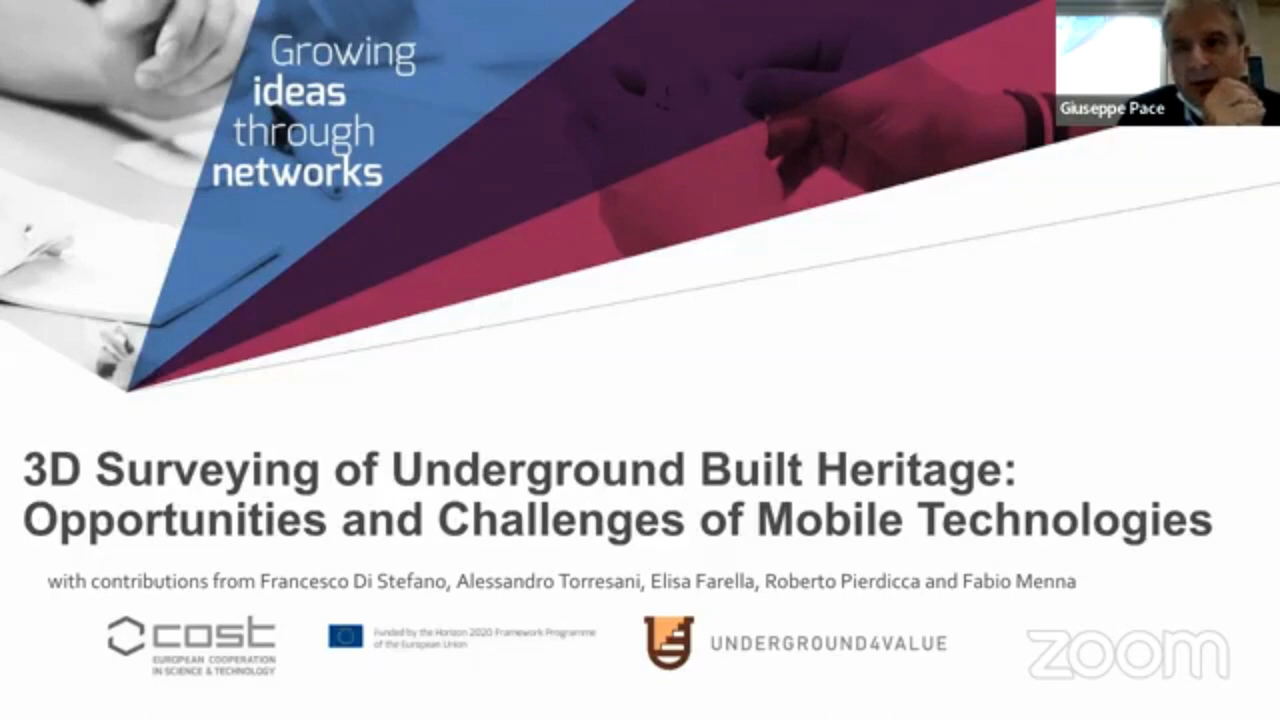 Growing
ideas
through
networks
Giuseppe Pace
3D Surveying of Underground Built Heritage:
Opportunities and Challenges of Mobile Technologies
with contributions from Francesco Di Stefano, Alessandro Torresani, Elisa Farella, Roberto Pierdicca and Fabio Menna
cost
EUROPEAN COOPERATION
IN SCIENCE & TECHNOLOGY
Funded by the Horizon 2020 Framework Programme
of the European Union
UNDERGROUND4VALUE
zoom